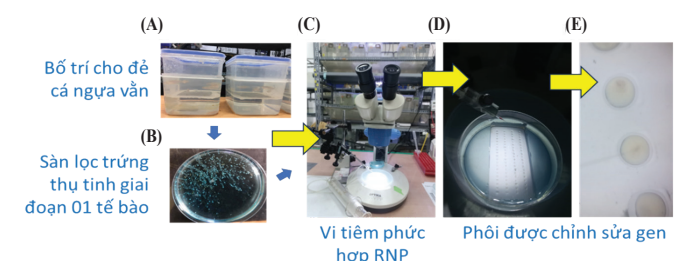 (A)
(C)
(D)
(E)
Bố trí cho đẻ
cá ngựa vằn
(B)
Sàn lọc trứng
thụ tinh giai
đoạn 01 tế bào
Vi tiêm phức
hợp RNP
Phôi được chỉnh sửa gen